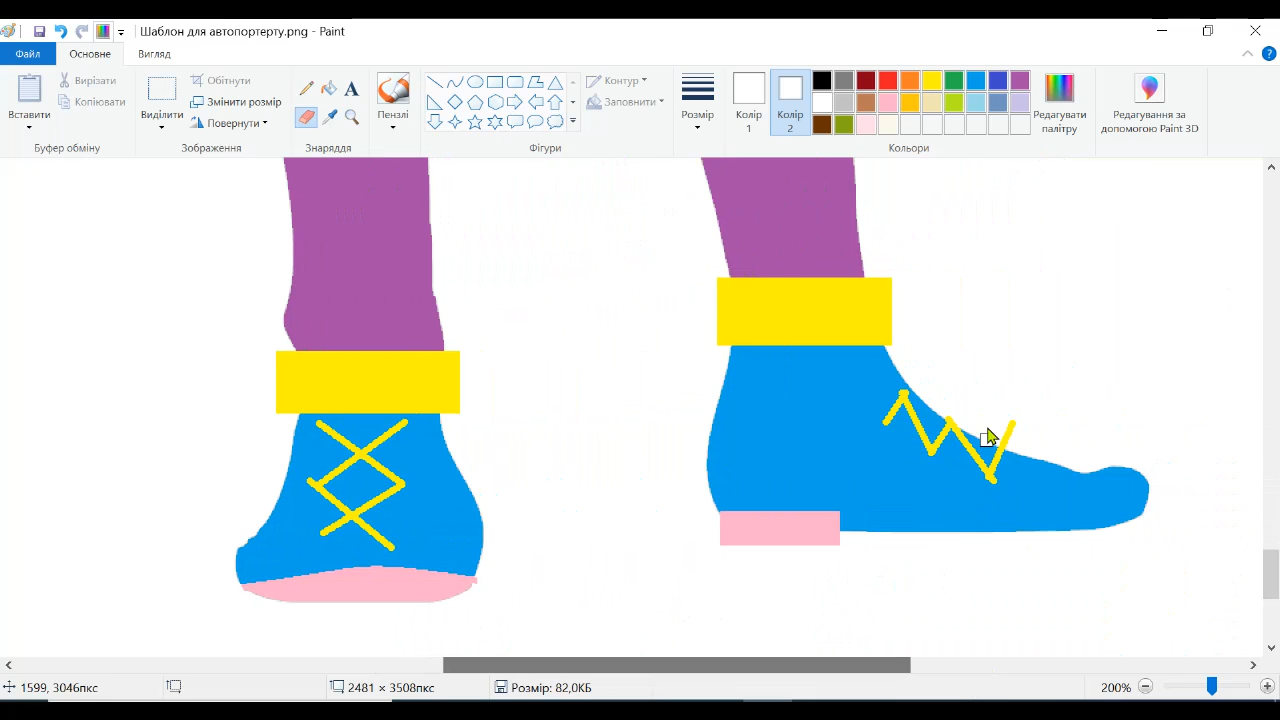 Шаблон для автопортерту.png - Paint
Файл
Основне
Вигляд
Вставити
Вирізати
Копіювати
Буфер обміну
Виділити
Обітнути
Змінити розмір
Повернути
Зображення
A
Знаряддя
Пензлі
Контур
Заповнити
Фігури
Розмір
Колір
1
Колір
2
Редагувати
палітру
Кольори
Редагування за
допомогою Paint 3D
1599, 3046пкс
2481 × 3508пкс
Розмір: 82,0КБ
200%